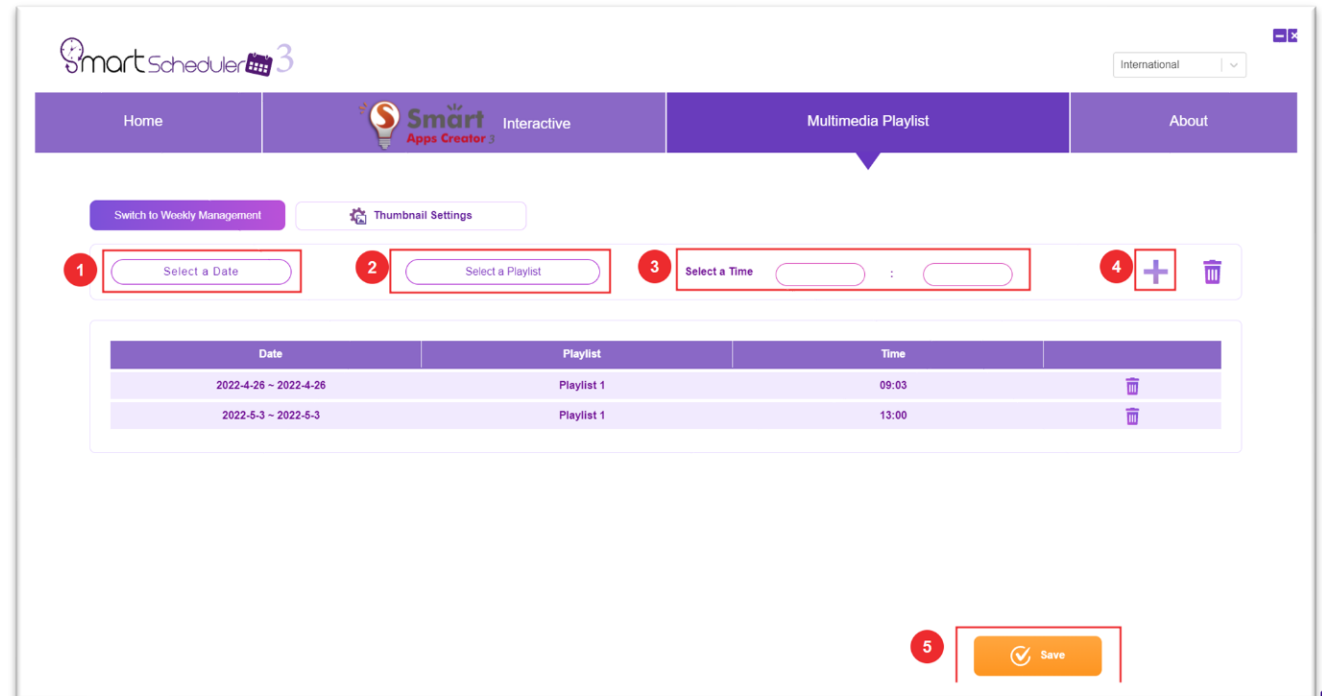 Smart Scheduler 3
International
Home
Smart Apps Creator 3 Interactive
Multimedia Playlist
About
Switch to Weekly Management
Thumbnail Settings
1
Select a Date
2
Select a Playlist
3
Select a Time
:
4
Date Playlist Time
2022-4-26 ~ 2022-4-26 Playlist 1 09:03
2022-5-3 ~ 2022-5-3 Playlist 1 13:00
5
Save